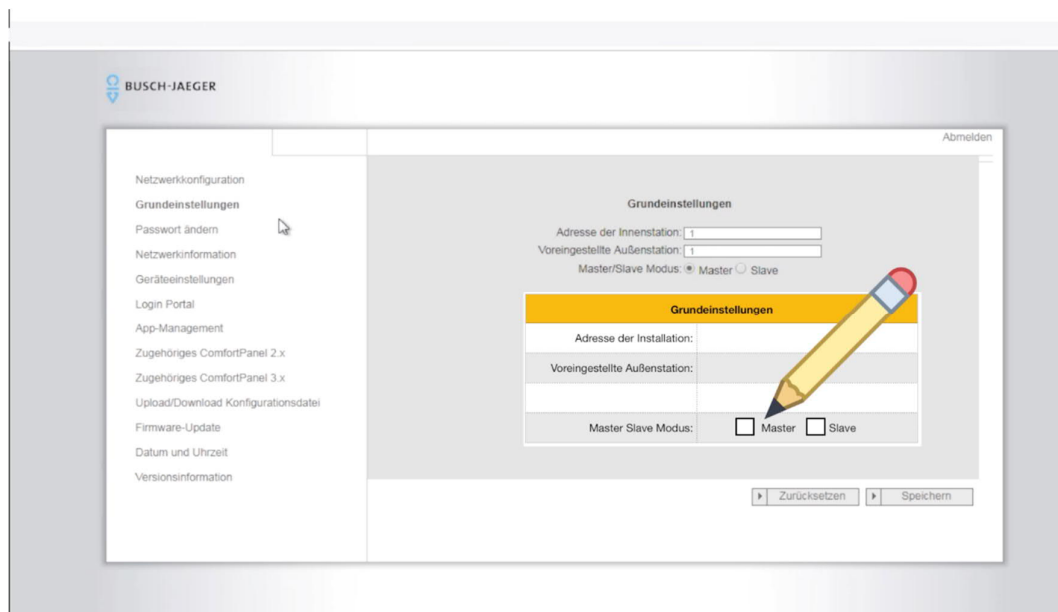 BUSCH-JAEGER
Abmelden
Netzwerkkonfiguration
Grundeinstellungen
Passwort ändern
Netzwerkinformation
Geräteeinstellungen
Login Portal
App-Management
Zugehöriges ComfortPanel 2.x
Zugehöriges ComfortPanel 3.x
Upload/Download Konfigurationsdatei
Firmware-Update
Datum und Uhrzeit
Versionsinformation
Grundeinstellungen
Adresse der Innenstation: 1
Voreingestellte Außenstation: 1
Master/Slave Modus: Master Slave
Grundeinstellungen
Adresse der Installation:
Voreingestellte Außenstation:
Master Slave Modus: Master Slave
Zurücksetzen Speichern